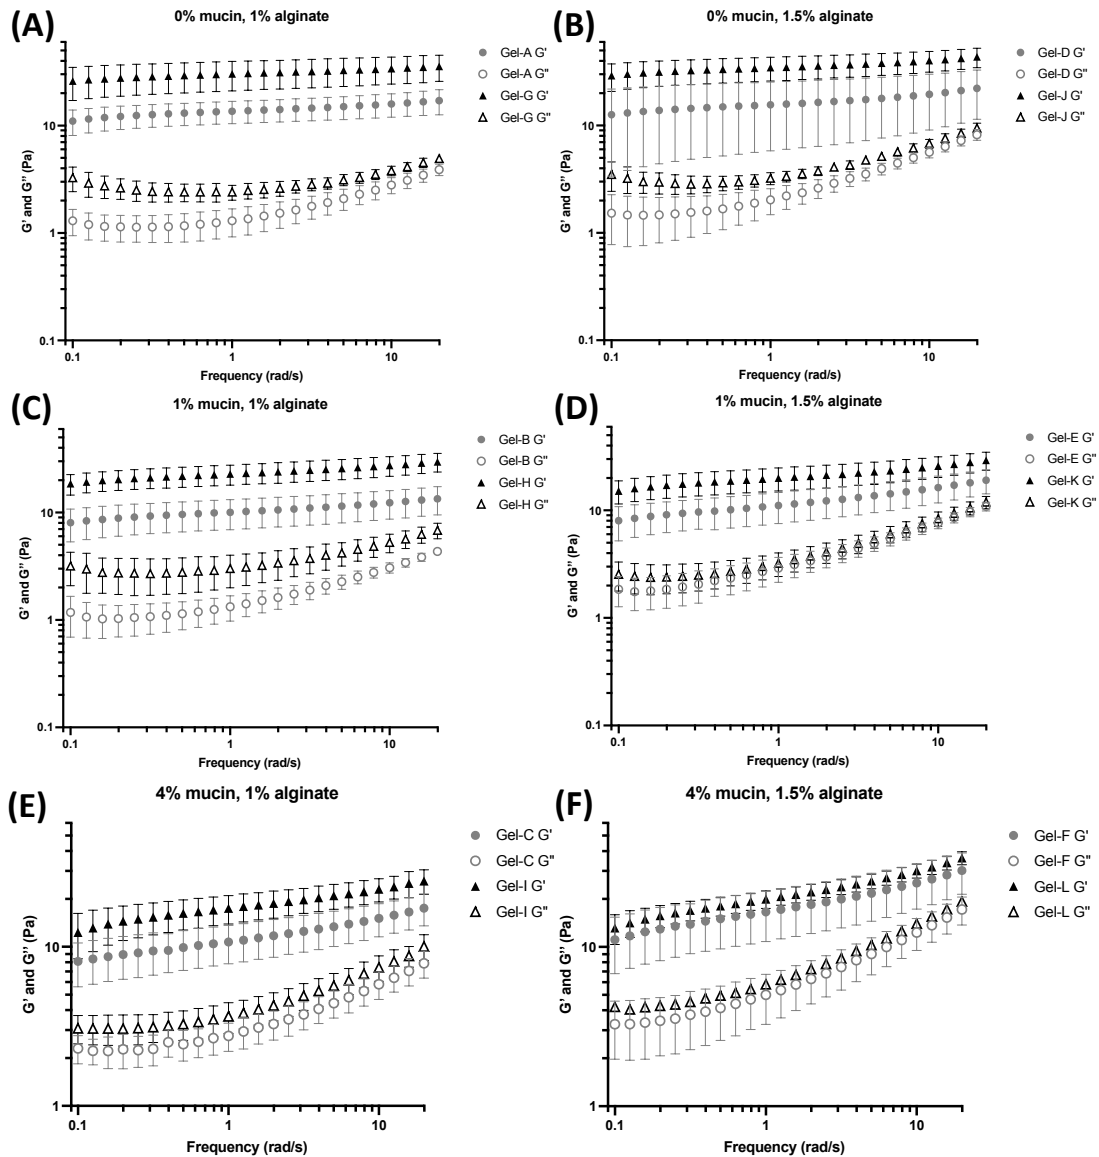 (A)
0% mucin, 1% alginate
G' and G'' (Pa)
10
1
0.1
0.1
1
10
Frequency (rad/s)
Gel-A G'
Gel-A G"
Gel-G G'
Gel-G G"
(B)
0% mucin, 1.5% alginate
G' and G'' (Pa)
10
1
0.1
0.1
1
10
Frequency (rad/s)
Gel-D G'
Gel-D G"
Gel-J G'
Gel-J G"
(C)
1% mucin, 1% alginate
G' and G'' (Pa)
10
1
0.1
0.1
1
10
Frequency (rad/s)
Gel-B G'
Gel-B G"
Gel-H G'
Gel-H G"
(D)
1% mucin, 1.5% alginate
G' and G'' (Pa)
10
1
0.1
0.1
1
10
Frequency (rad/s)
Gel-E G'
Gel-E G"
Gel-K G'
Gel-K G"
(E)
4% mucin, 1% alginate
G' and G'' (Pa)
10
1
0.1
1
10
Frequency (rad/s)
Gel-C G'
Gel-C G"
Gel-I G'
Gel-I G"
(F)
4% mucin, 1.5% alginate
G' and G'' (Pa)
10
1
0.1
1
10
Frequency (rad/s)
Gel-F G'
Gel-F G"
Gel-L G'
Gel-L G"